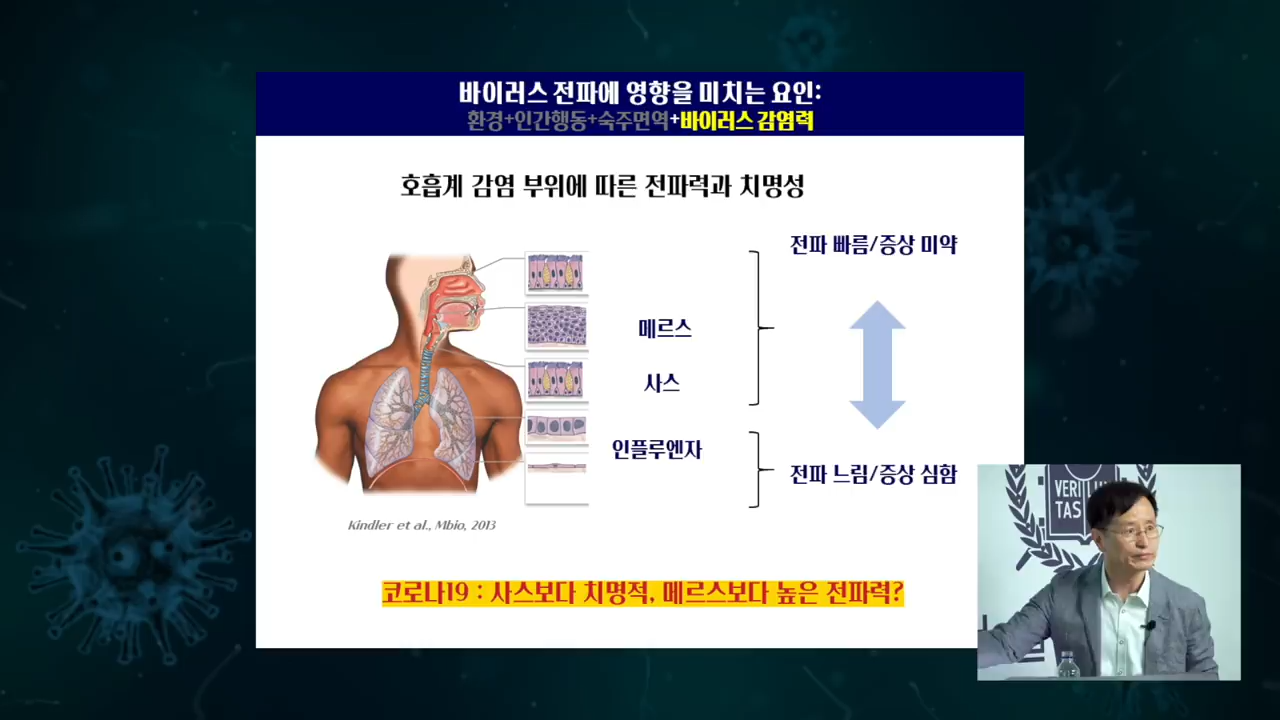 바이러스 전파에 영향을 미치는 요인:
환경+인간행동+숙주면역+바이러스 감염력
호흡계 감염 부위에 따른 전파력과 치명성
전파 빠름/증상 미약
메르스
사스
인플루엔자
전파 느림/증상 심함
Kindler et al., Mbio, 2013
코로나19 : 사스보다 치명적, 메르스보다 높은 전파력?
VERI
TAS